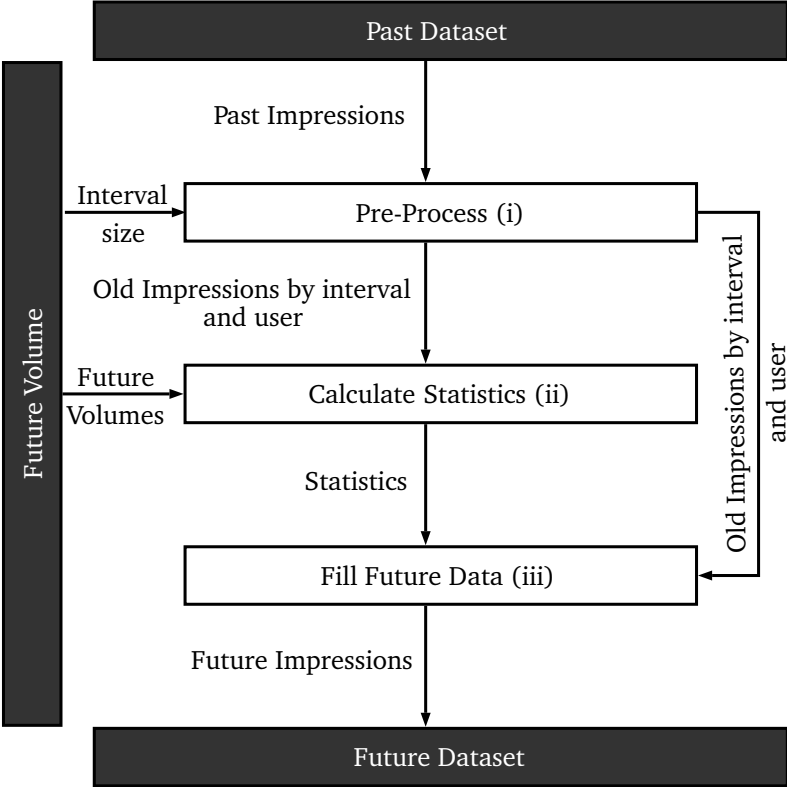 Past Dataset
Past Impressions
Interval
size
Pre-Process (i)
Old Impressions by interval
and user
Future
Volumes
Calculate Statistics (ii)
Statistics
Old Impressions by interval
and user
Fill Future Data (iii)
Future Impressions
Future Volume
Future Dataset